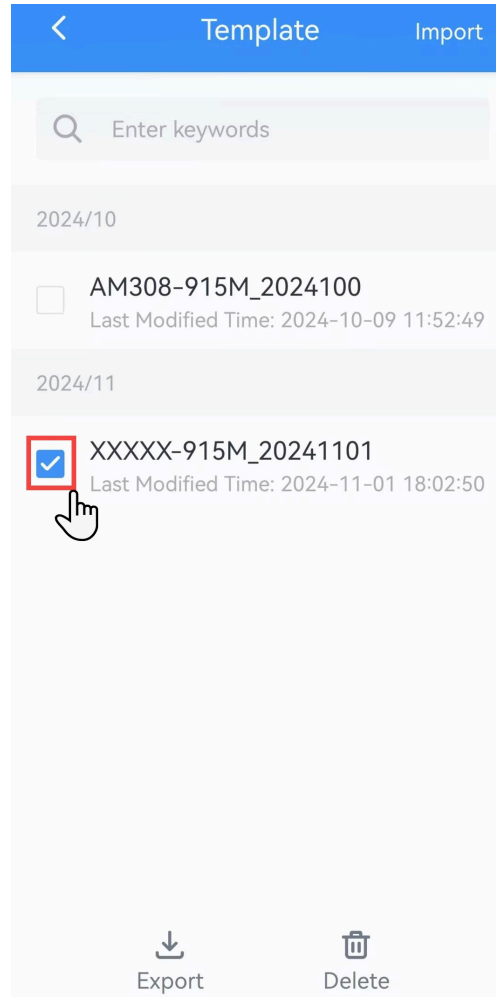 Template
Import
Enter keywords
2024/10
AM308-915M_2024100
Last Modified Time: 2024-10-09 11:52:49
2024/11
XXXXX-915M_20241101
Last Modified Time: 2024-11-01 18:02:50
Export
Delete